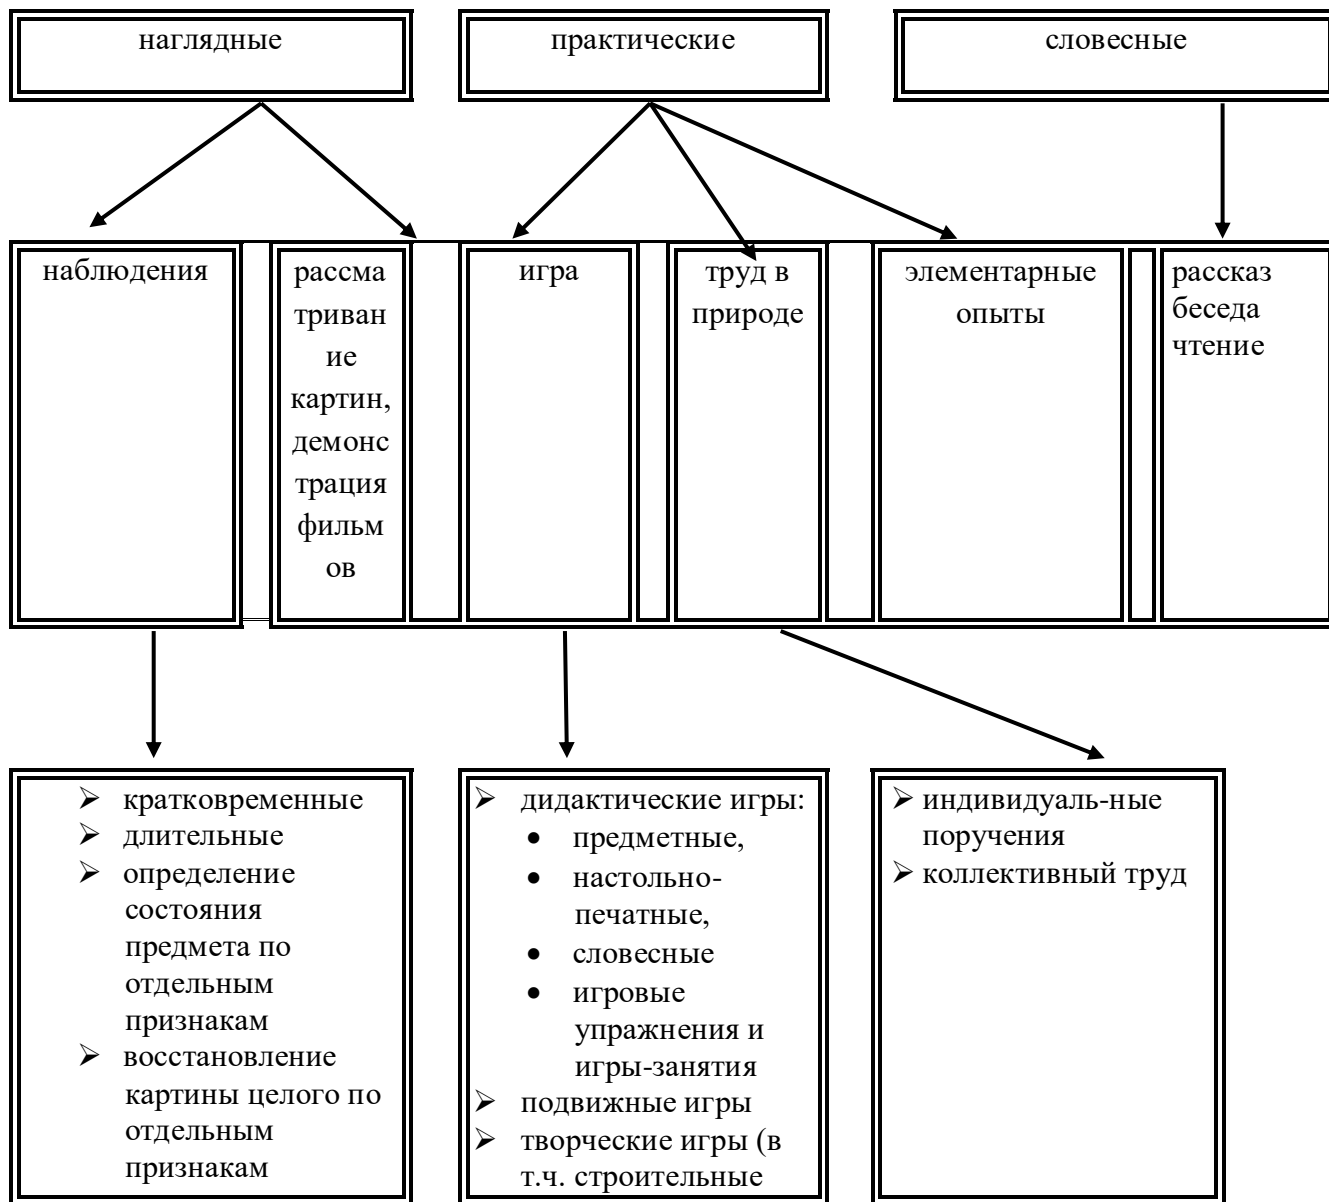 наглядные
практические
словесные
наблюдения
рассма
триван
ие
картин,
демонс
трация
фильм
ов
игра
труд в
природе
элементарные
опыты
рассказ
беседа
чтение
➢ кратковременные
➢ длительные
➢ определение
состояния
предмета по
отдельным
признакам
➢ восстановление
картины целого по
отдельным
признакам
➢ дидактические игры:
• предметные,
• настольно-
печатные,
• словесные
• игровые
упражнения и
игры-занятия
➢ подвижные игры
➢ творческие игры (в
т.ч. строительные
➢ индивидуаль-ные
поручения
➢ коллективный труд